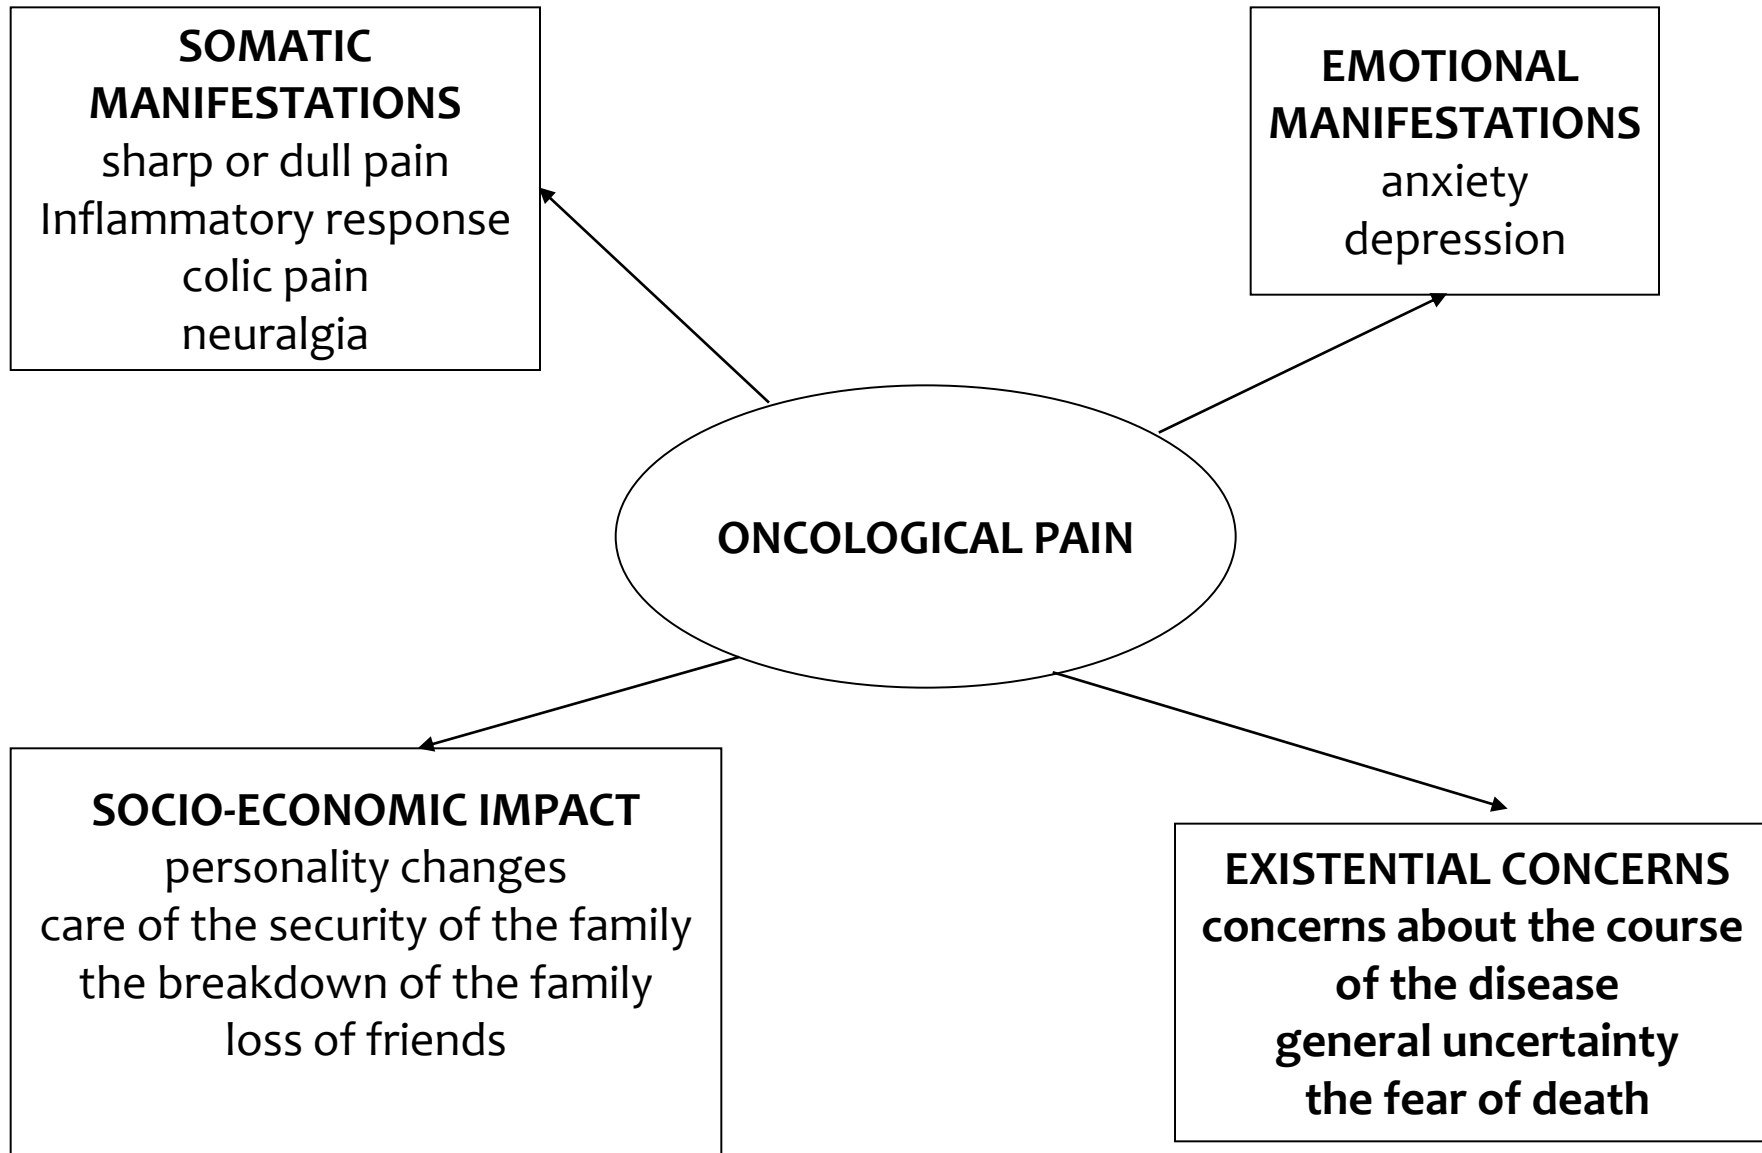 SOMATIC
MANIFESTATIONS
sharp or dull pain
Inflammatory response
colic pain
neuralgia
EMOTIONAL
MANIFESTATIONS
anxiety
depression
ONCOLOGICAL PAIN
SOCIO-ECONOMIC IMPACT
personality changes
care of the security of the family
the breakdown of the family
loss of friends
EXISTENTIAL CONCERNS
concerns about the course
of the disease
general uncertainty
the fear of death